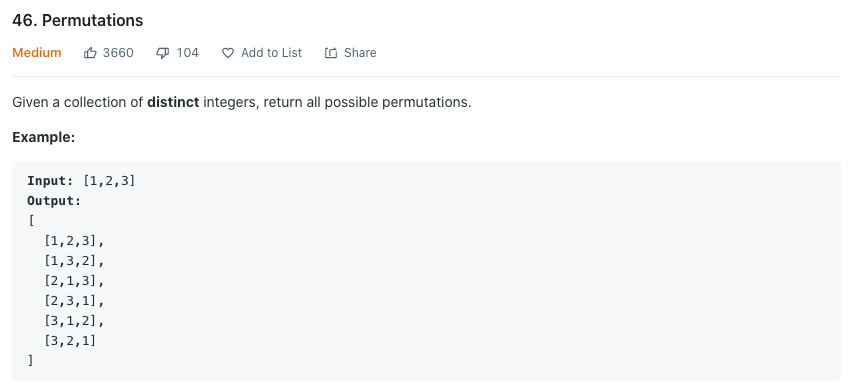 46. Permutations
Medium 3660 104 Add to List Share
Given a collection of distinct integers, return all possible permutations.
Example:
Input: [1,2,3]
Output:
[
  [1,2,3],
  [1,3,2],
  [2,1,3],
  [2,3,1],
  [3,1,2],
  [3,2,1]
]